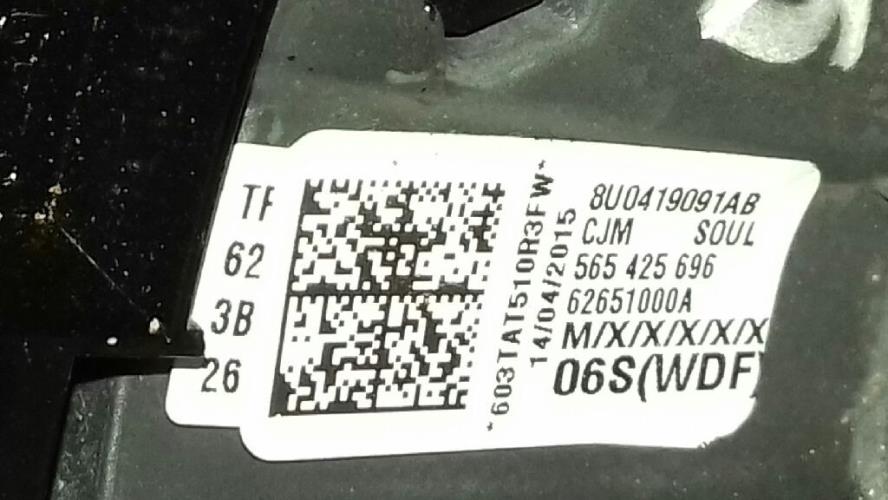 TF
62
3B
26
*603TAT510R3FW*
14/04/2015
8U0419091AB
CJM SOUL
565 425 696
62651000A
M/X/X/X/X/X
06S(WDF)